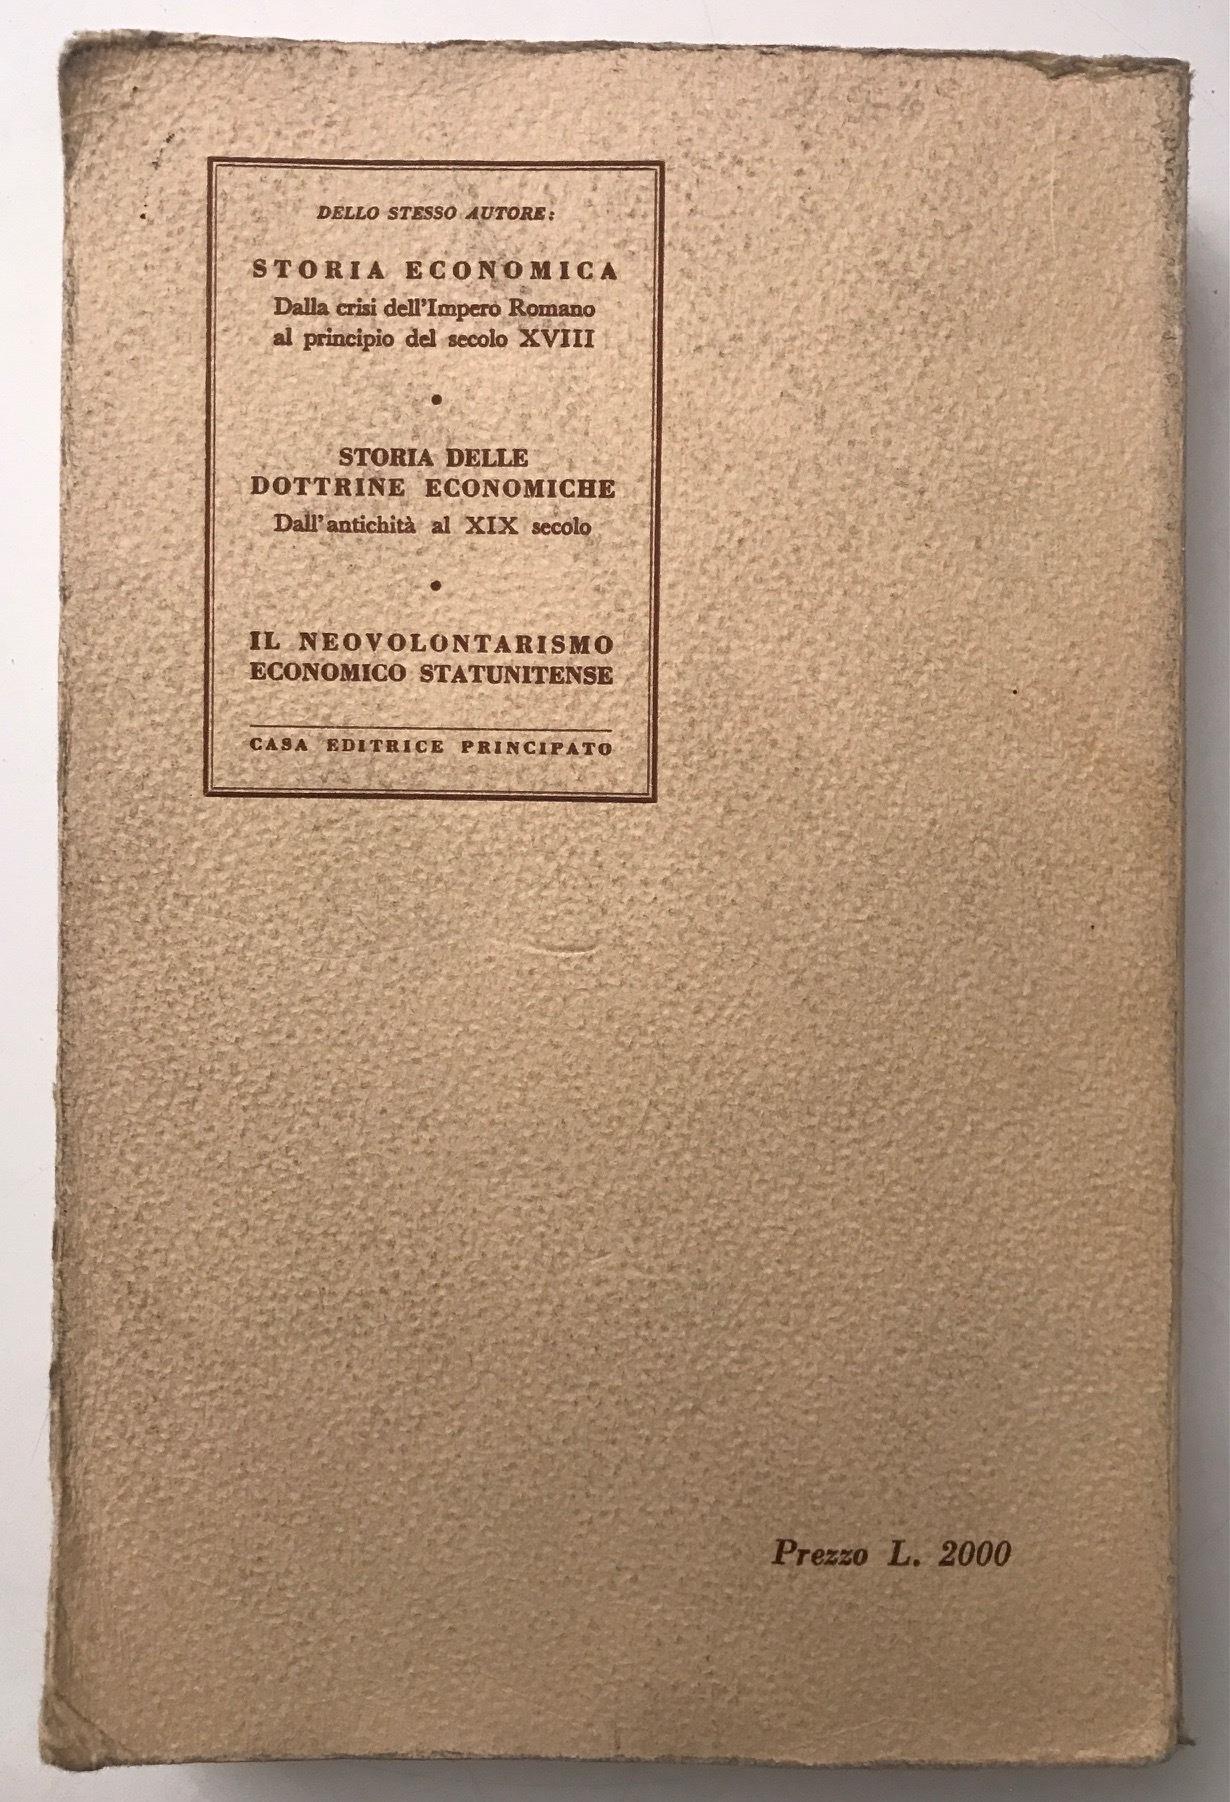 DELLO STESSO AUTORE:
STORIA ECONOMICA
Dalla crisi dell'Impero Romano
al principio del secolo XVIII
•
STORIA DELLE
DOTTRINE ECONOMICHE
Dall'antichità al XIX secolo
•
IL NEOVOLONTARISMO
ECONOMICO STATUNITENSE
CASA EDITRICE PRINCIPATO
Prezzo L. 2000